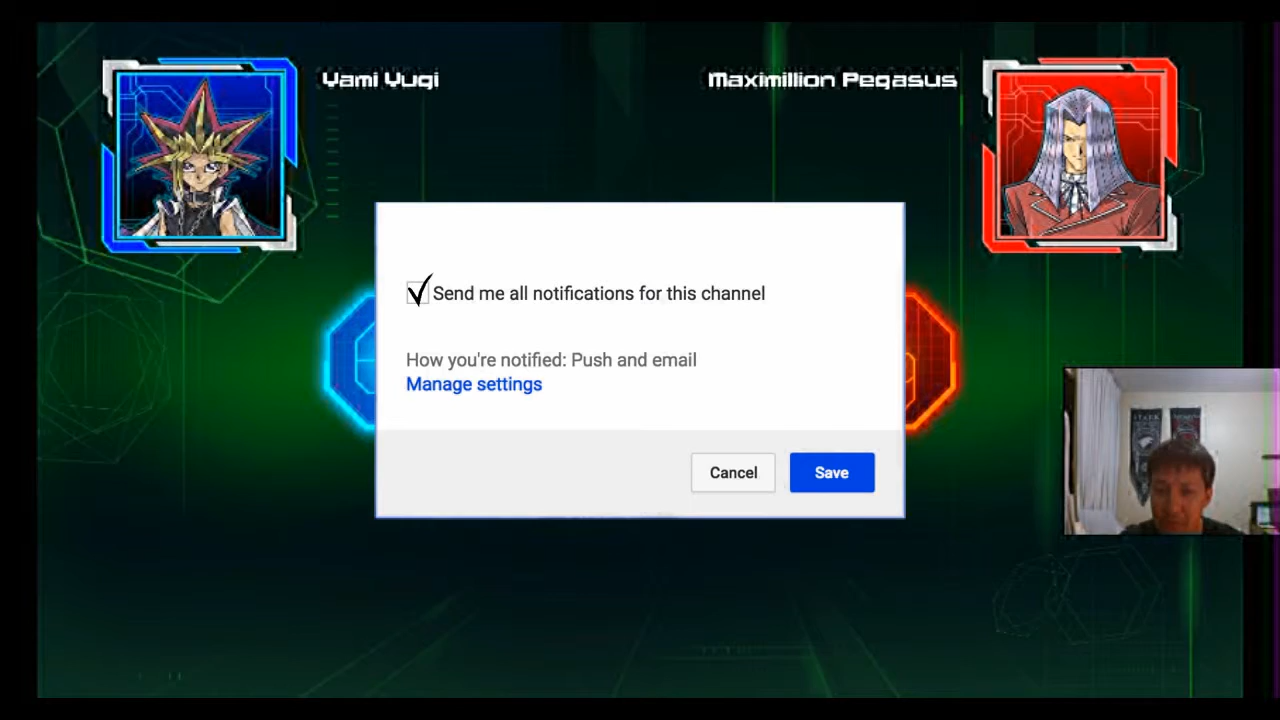 Yami Yugi
Maximillion Pegasus
Send me all notifications for this channel
How you're notified: Push and email
Manage settings
Cancel
Save